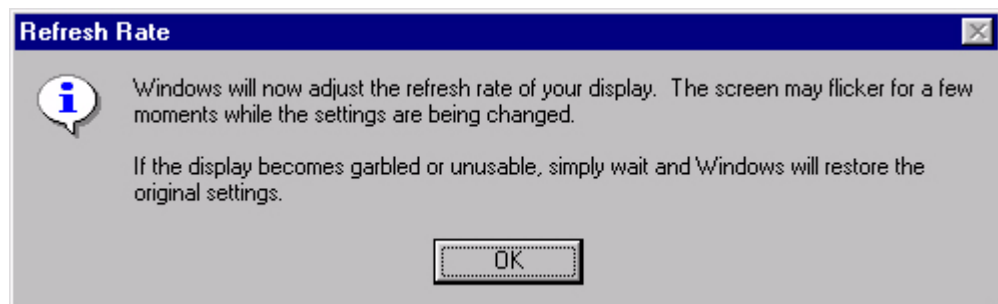 Refresh Rate
Windows will now adjust the refresh rate of your display.  The screen may flicker for a few
moments while the settings are being changed.
If the display becomes garbled or unusable, simply wait and Windows will restore the
original settings.
OK